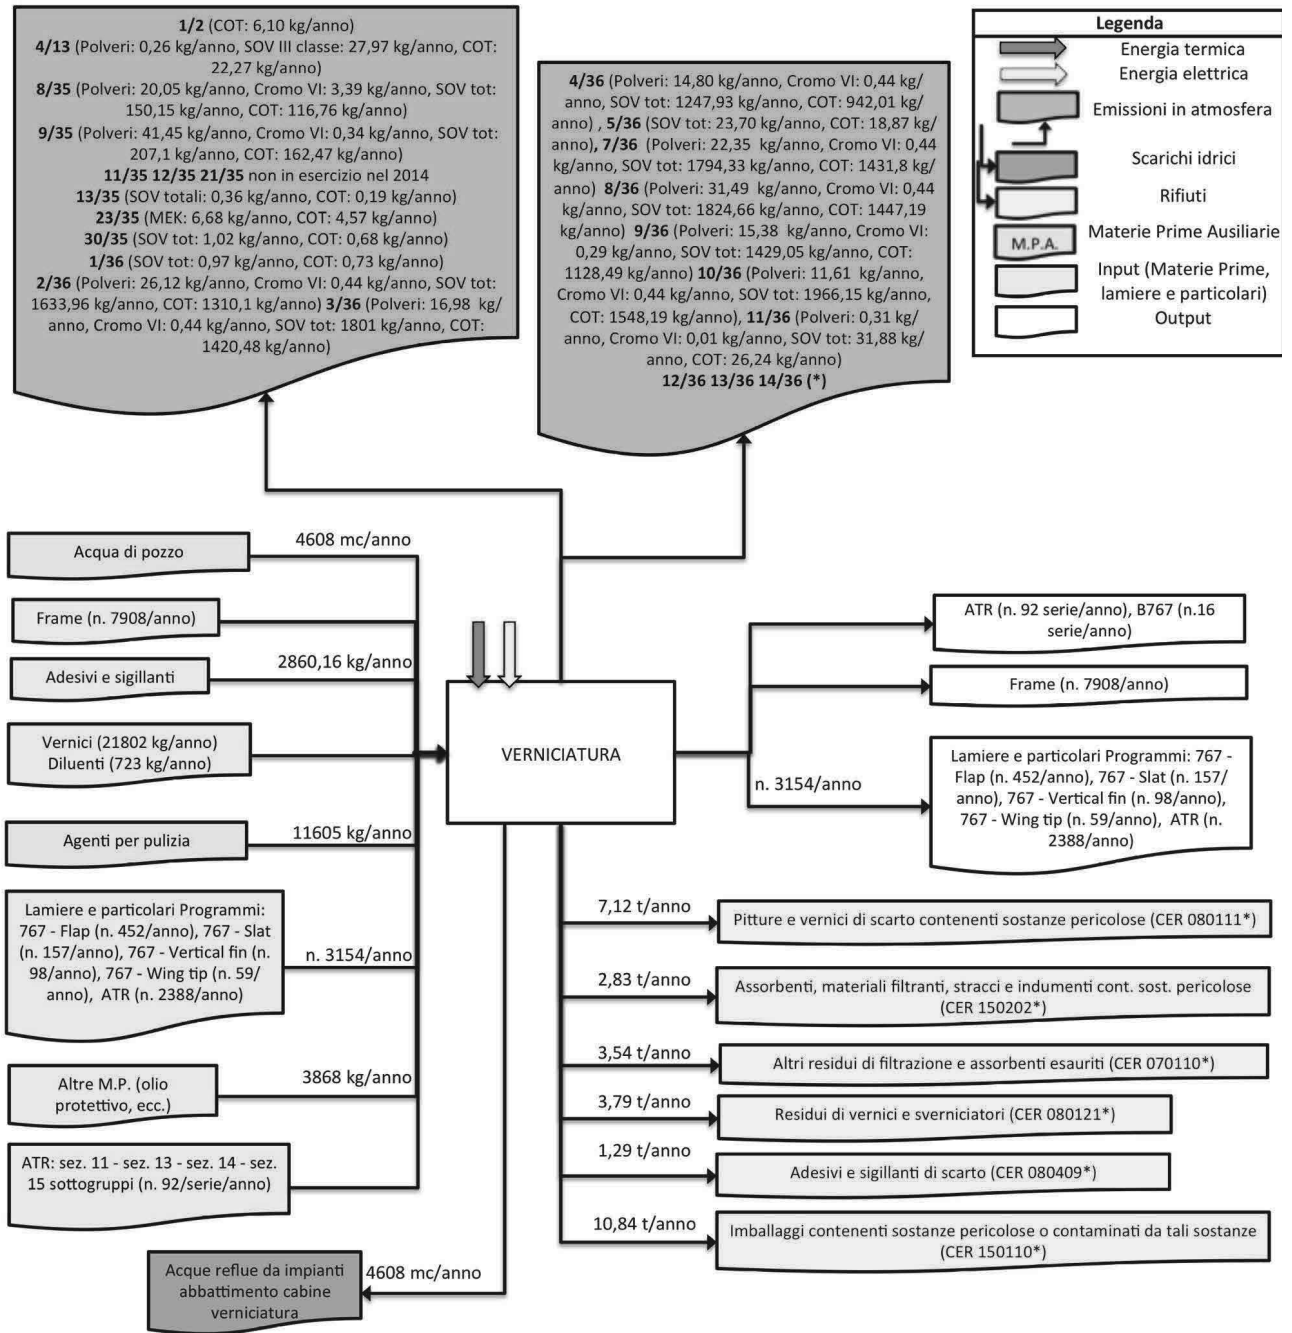 1/2 (COT: 6,10 kg/anno)
4/13 (Polveri: 0,26 kg/anno, SOV III classe: 27,97 kg/anno, COT:
22,27 kg/anno)
8/35 (Polveri: 20,05 kg/anno, Cromo VI: 3,39 kg/anno, SOV tot:
150,15 kg/anno, COT: 116,76 kg/anno)
9/35 (Polveri: 41,45 kg/anno, Cromo VI: 0,34 kg/anno, SOV tot:
207,1 kg/anno, COT: 162,47 kg/anno)
11/35 12/35 21/35 non in esercizio nel 2014
13/35 (SOV totali: 0,36 kg/anno, COT: 0,19 kg/anno)
23/35 (MEK: 6,68 kg/anno, COT: 4,57 kg/anno)
30/35 (SOV tot: 1,02 kg/anno, COT: 0,68 kg/anno)
1/36 (SOV tot: 0,97 kg/anno, COT: 0,73 kg/anno)
2/36 (Polveri: 26,12 kg/anno, Cromo VI: 0,44 kg/anno, SOV tot:
1633,96 kg/anno, COT: 1310,1 kg/anno) 3/36 (Polveri: 16,98 kg/
anno, Cromo VI: 0,44 kg/anno, SOV tot: 1801 kg/anno, COT:
1420,48 kg/anno)
4/36 (Polveri: 14,80 kg/anno, Cromo VI: 0,44 kg/
anno, SOV tot: 1247,93 kg/anno, COT: 942,01 kg/
anno) , 5/36 (SOV tot: 23,70 kg/anno, COT: 18,87 kg/
anno), 7/36 (Polveri: 22,35 kg/anno, Cromo VI: 0,44
kg/anno, SOV tot: 1794,33 kg/anno, COT: 1431,8 kg/
anno) 8/36 (Polveri: 31,49 kg/anno, Cromo VI: 0,44
kg/anno, SOV tot: 1824,66 kg/anno, COT: 1447,19
kg/anno) 9/36 (Polveri: 15,38 kg/anno, Cromo VI:
0,29 kg/anno, SOV tot: 1429,05 kg/anno, COT:
1128,49 kg/anno) 10/36 (Polveri: 11,61 kg/anno,
Cromo VI: 0,44 kg/anno, SOV tot: 1966,15 kg/anno,
COT: 1548,19 kg/anno), 11/36 (Polveri: 0,31 kg/
anno, Cromo VI: 0,01 kg/anno, SOV tot: 31,88 kg/
anno, COT: 26,24 kg/anno)
12/36 13/36 14/36 (*)
Legenda
Energia termica
Energia elettrica
Emissioni in atmosfera
Scarichi idrici
Rifiuti
M.P.A.
Materie Prime Ausiliarie
Input (Materie Prime,
lamiere e particolari)
Output
Acqua di pozzo
4608 mc/anno
Frame (n. 7908/anno)
Adesivi e sigillanti
2860,16 kg/anno
Vernici (21802 kg/anno)
Diluenti (723 kg/anno)
Agenti per pulizia
11605 kg/anno
Lamiere e particolari Programmi:
767 - Flap (n. 452/anno), 767 - Slat
(n. 157/anno), 767 - Vertical fin (n.
98/anno), 767 - Wing tip (n. 59/
anno), ATR (n. 2388/anno)
n. 3154/anno
Altre M.P. (olio
protettivo, ecc.)
3868 kg/anno
ATR: sez. 11 - sez. 13 - sez. 14 - sez.
15 sottogruppi (n. 92/serie/anno)
Acque reflue da impianti
abbattimento cabine
verniciatura
4608 mc/anno
VERNICIATURA
ATR (n. 92 serie/anno), B767 (n.16
serie/anno)
Frame (n. 7908/anno)
n. 3154/anno
Lamiere e particolari Programmi: 767 -
Flap (n. 452/anno), 767 - Slat (n. 157/
anno), 767 - Vertical fin (n. 98/anno),
767 - Wing tip (n. 59/anno), ATR (n.
2388/anno)
7,12 t/anno
Pitture e vernici di scarto contenenti sostanze pericolose (CER 080111*)
2,83 t/anno
Assorbenti, materiali filtranti, stracci e indumenti cont. sost. pericolose
(CER 150202*)
3,54 t/anno
Altri residui di filtrazione e assorbenti esauriti (CER 070110*)
3,79 t/anno
Residui di vernici e sverniciatori (CER 080121*)
1,29 t/anno
Adesivi e sigillanti di scarto (CER 080409*)
10,84 t/anno
Imballaggi contenenti sostanze pericolose o contaminati da tali sostanze
(CER 150110*)